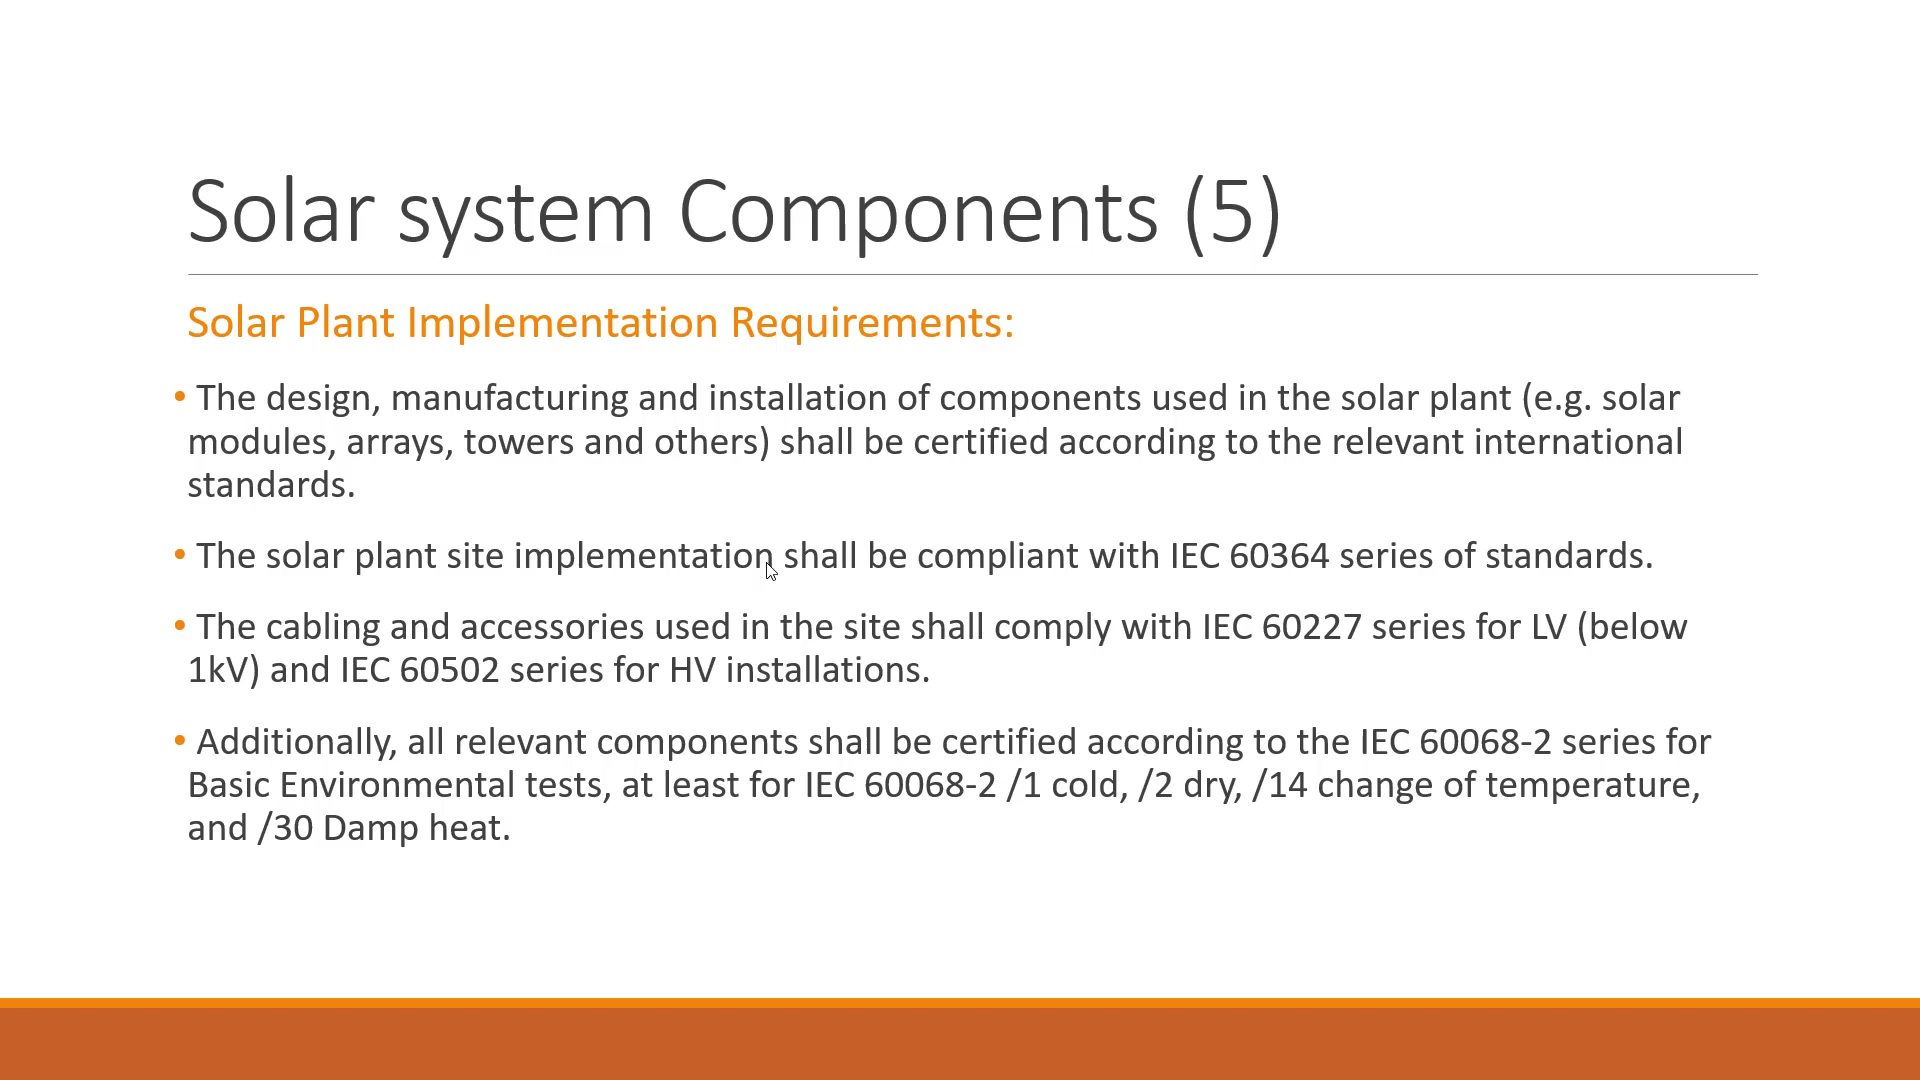 Solar system Components (5)
Solar Plant Implementation Requirements:
• The design, manufacturing and installation of components used in the solar plant (e.g. solar
modules, arrays, towers and others) shall be certified according to the relevant international
standards.
• The solar plant site implementation shall be compliant with IEC 60364 series of standards.
• The cabling and accessories used in the site shall comply with IEC 60227 series for LV (below
1kV) and IEC 60502 series for HV installations.
• Additionally, all relevant components shall be certified according to the IEC 60068-2 series for
Basic Environmental tests, at least for IEC 60068-2 /1 cold, /2 dry, /14 change of temperature,
and /30 Damp heat.